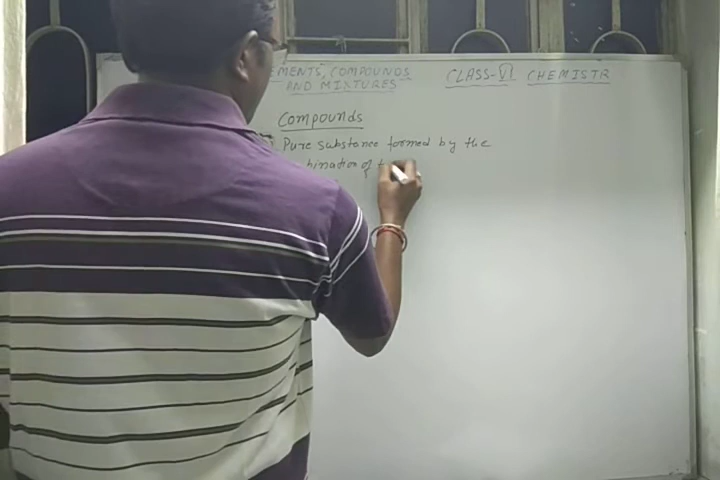 EMENTS, COMPOUNDS
AND MIXTURES
CLASS-VI CHEMISTR
Compounds
Pure substance formed by the
bination of t